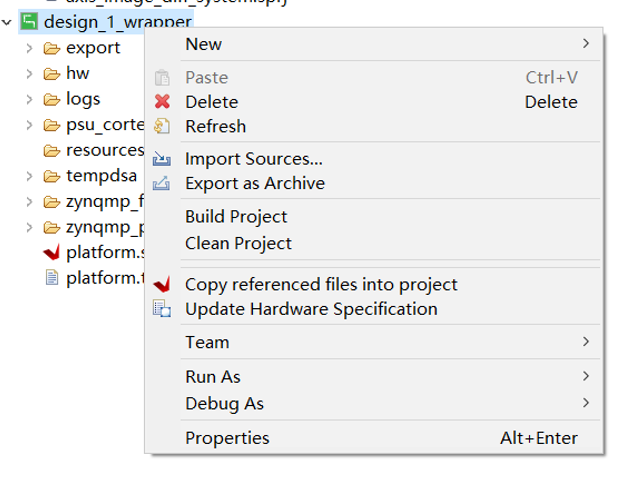 design_1_wrapper
export
hw
logs
psu_corte
resources
tempdsa
zynqmp_f
zynqmp_p
platform.s
platform.t
New
Paste Ctrl+V
Delete Delete
Refresh
Import Sources...
Export as Archive
Build Project
Clean Project
Copy referenced files into project
Update Hardware Specification
Team
Run As
Debug As
Properties Alt+Enter